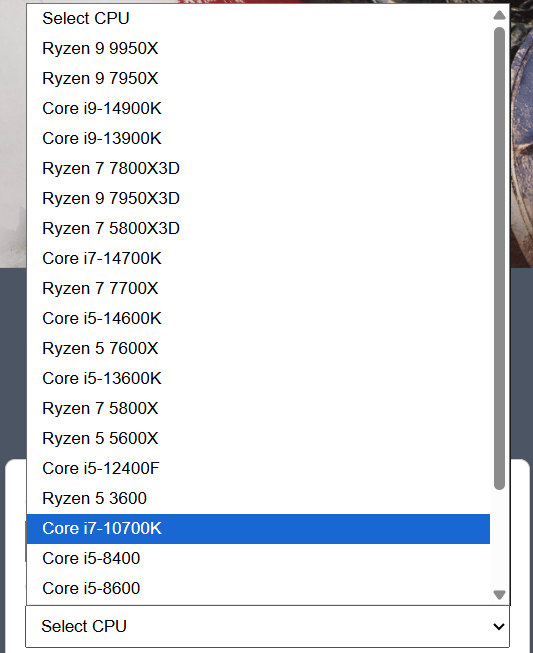 Select CPU
Ryzen 9 9950X
Ryzen 9 7950X
Core i9-14900K
Core i9-13900K
Ryzen 7 7800X3D
Ryzen 9 7950X3D
Ryzen 7 5800X3D
Core i7-14700K
Ryzen 7 7700X
Core i5-14600K
Ryzen 5 7600X
Core i5-13600K
Ryzen 7 5800X
Ryzen 5 5600X
Core i5-12400F
Ryzen 5 3600
Core i7-10700K
Core i5-8400
Core i5-8600
Select CPU